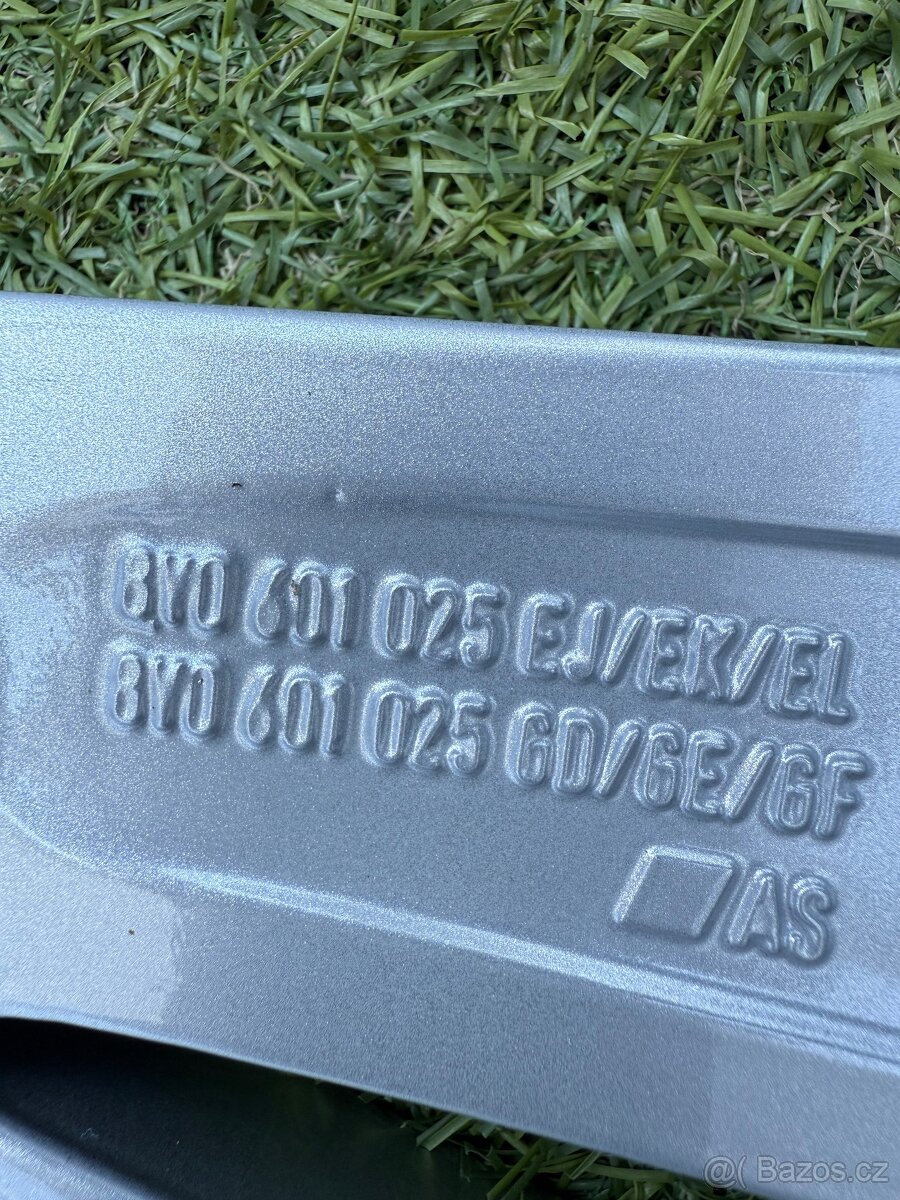 8Y0 601 025 EJ/EK/EL
8Y0 601 025 GD/GE/GF
AS
@( Bazos.cz